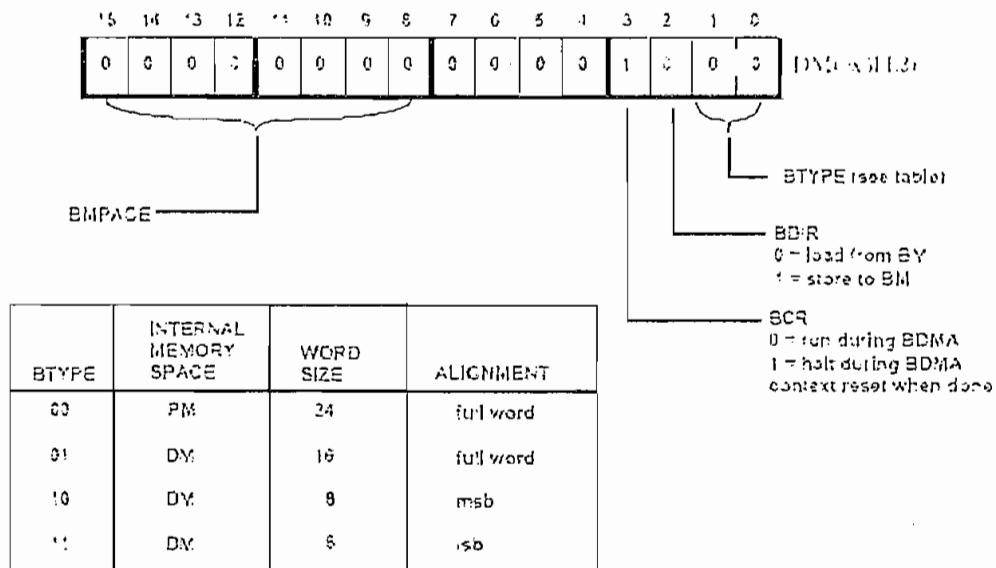 15 14 13 12 11 10 9 8 7 6 5 4 3 2 1 0
0 0 0 0 0 0 0 0 0 0 0 0 1 0 0 0
BTYPE (see table)
BMPAGE
BDIR
0 = load from BM
1 = store to BM
BCR
0 = run during BDMA
1 = halt during BDMA
context reset when done
BTYPE INTERNAL MEMORY SPACE WORD SIZE ALIGNMENT
00 PM 24 full word
01 DM 16 full word
10 DM 8 msb
11 DM 8 lsb